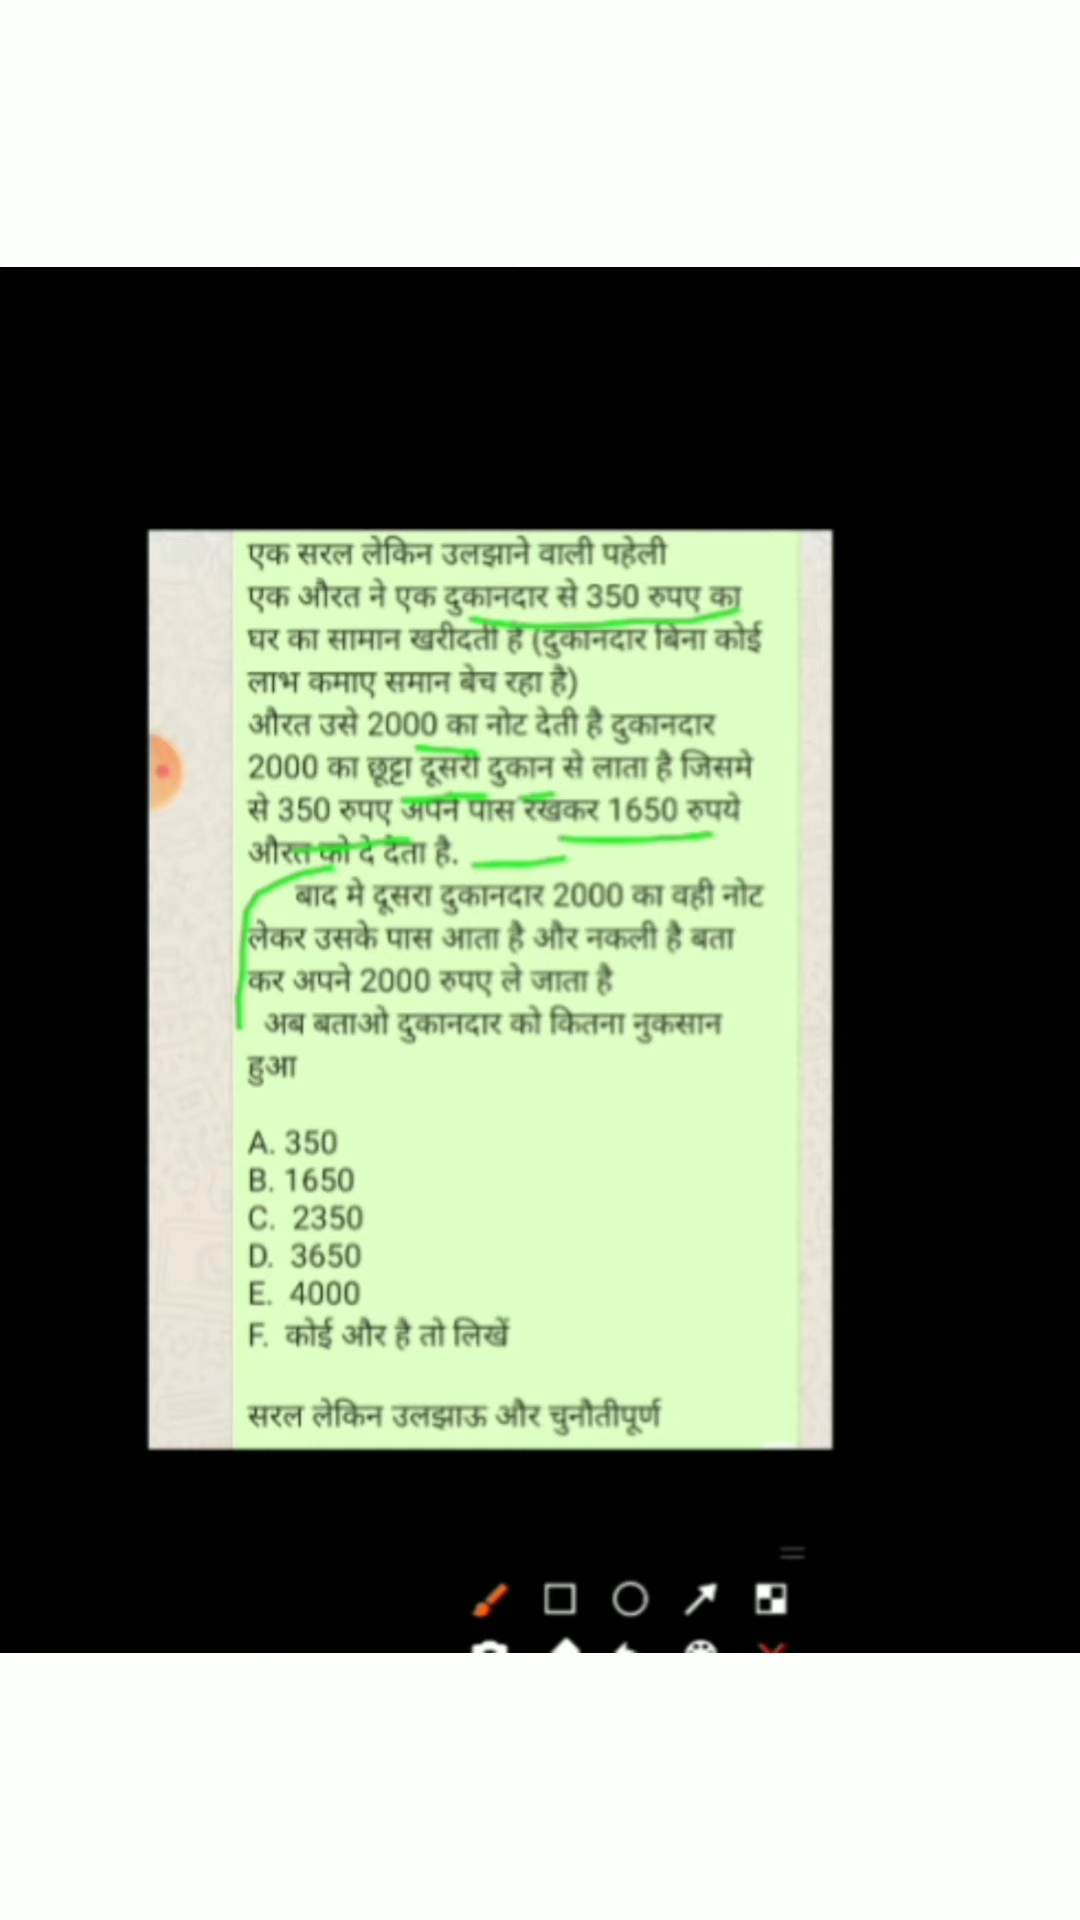 एक सरल लेकिन उलझाने वाली पहेली
एक औरत ने एक दुकानदार से 350 रुपए का
घर का सामान खरीदती है (दुकानदार बिना कोई
लाभ कमाए समान बेच रहा है)
औरत उसे 2000 का नोट देती है दुकानदार
2000 का छूट्टा दूसरी दुकान से लाता है जिसमे
से 350 रुपए अपने पास रखकर 1650 रुपये
औरत को दे देता है.
बाद मे दूसरा दुकानदार 2000 का वही नोट
लेकर उसके पास आता है और नकली है बता
कर अपने 2000 रुपए ले जाता है
अब बताओ दुकानदार को कितना नुकसान
हुआ
A. 350
B. 1650
C. 2350
D. 3650
E. 4000
F. कोई और है तो लिखें
सरल लेकिन उलझाऊ और चुनौतीपूर्ण